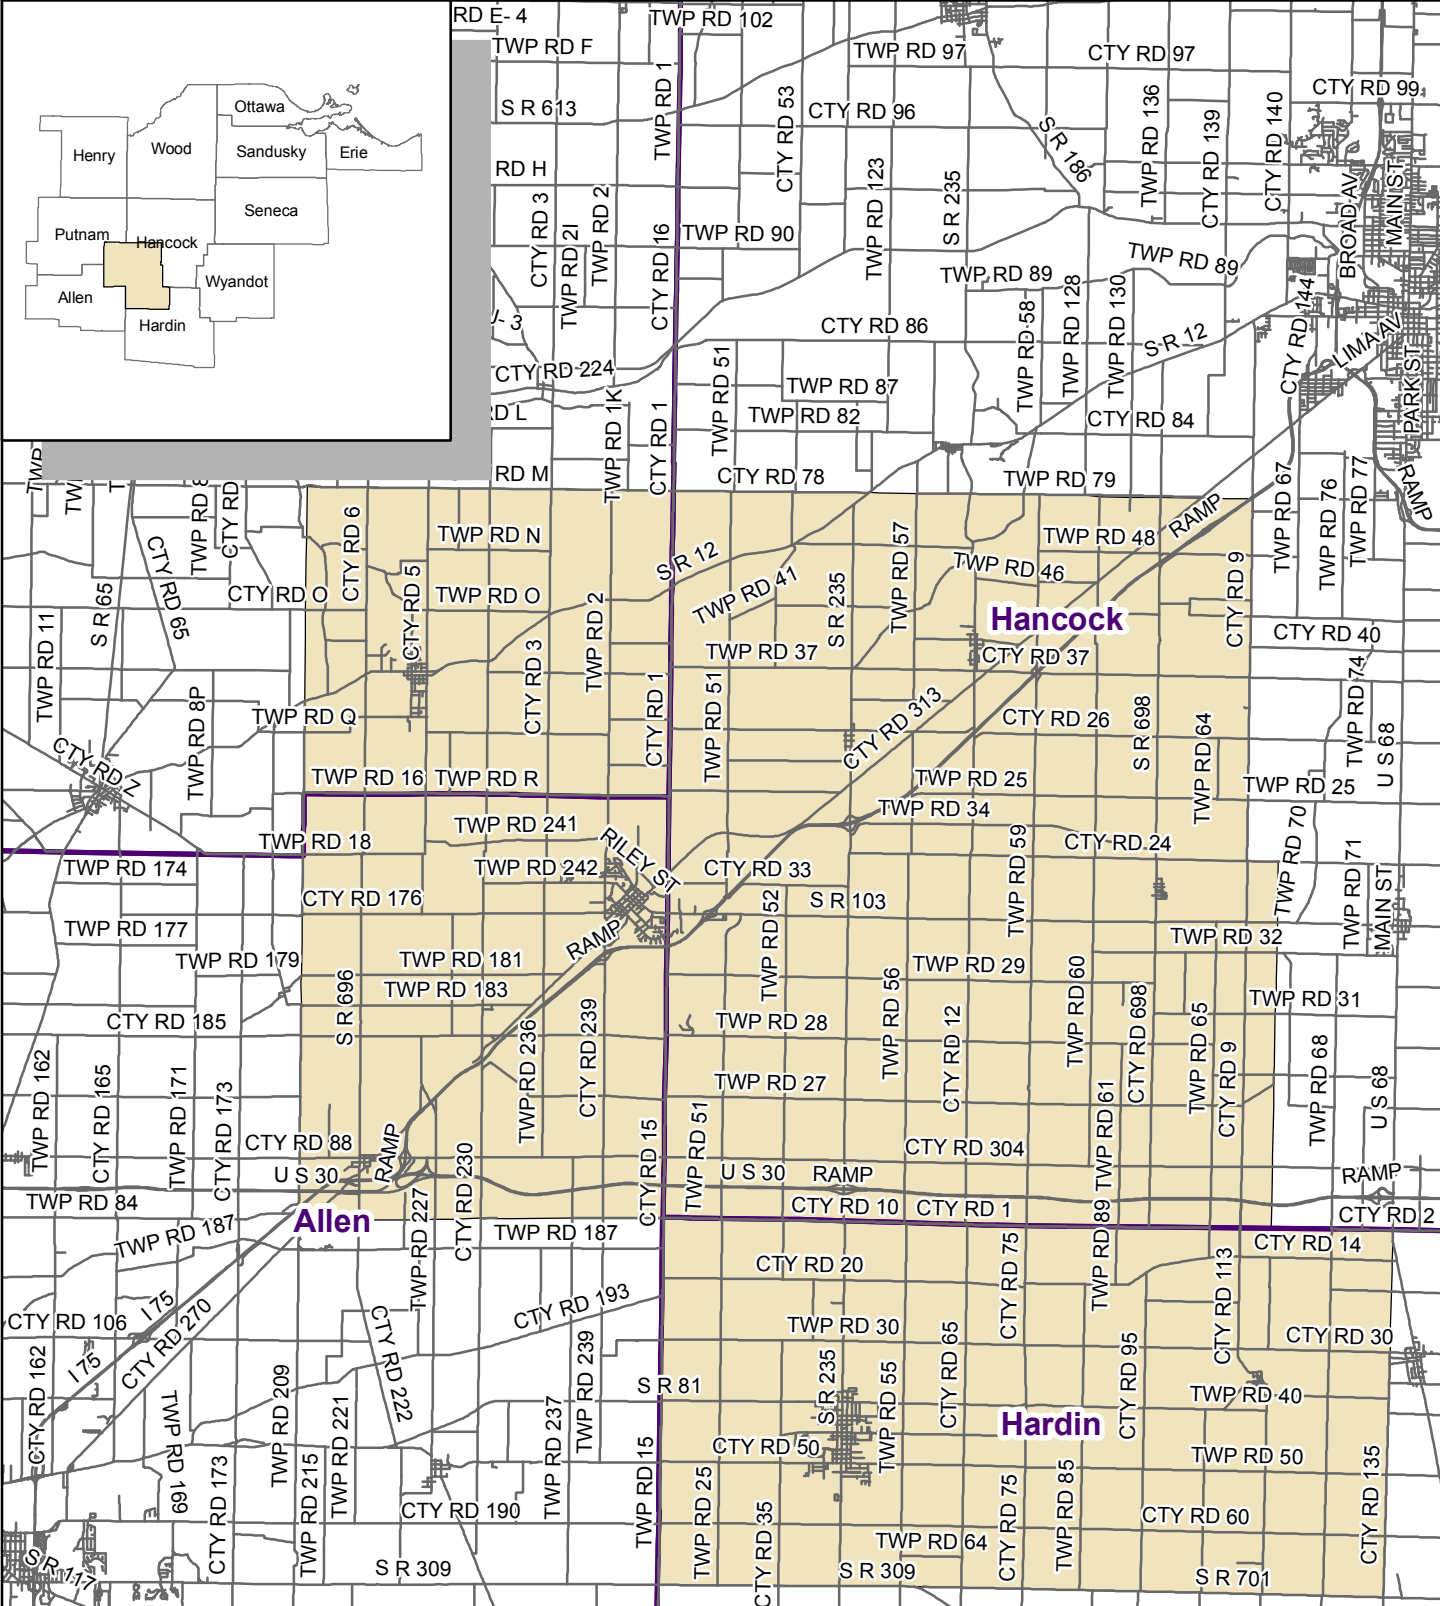 RD E- 4
TWP RD 102
TWP RD F
TWP RD 97
CTY RD 97
TWP RD 1
CTY RD 99
S R 613
CTY RD 53
CTY RD 96
TWP RD 136
CTY RD 139
CTY RD 140
S R 186
Ottawa
Henry
Wood
Sandusky
Erie
Seneca
Putnam
Hancock
Wyandot
Allen
Hardin
RD H
CTY RD 3
TWP RD 2I
TWP RD 2
CTY RD 16
TWP RD 90
TWP RD 123
S R 235
BROAD AV
MAIN ST
TWP RD 89
TWP RD 89
TWP RD 58
TWP RD 128
TWP RD 130
CTY RD 144
J- 3
CTY RD 86
S R 12
LIMA AV
PARK ST
CTY RD 224
TWP RD 51
TWP RD 87
RD L
TWP RD 1K
CTY RD 1
TWP RD 82
CTY RD 84
RD M
CTY RD 78
TWP RD 79
RAMP
TWP
TWP RD 8
CTY RD
CTY RD 6
TWP RD N
S R 12
TWP RD 57
TWP RD 48
RAMP
TWP RD 67
TWP RD 76
TWP RD 77
CTY RD 65
S R 65
CTY RD O
CTY RD 5
TWP RD O
TWP RD 2
TWP RD 41
S R 235
TWP RD 46
CTY RD 9
Hancock
TWP RD 11
CTY RD 3
TWP RD 37
CTY RD 37
CTY RD 40
TWP RD 8P
TWP RD Q
CTY RD 1
TWP RD 51
CTY RD 313
CTY RD 26
S R 698
TWP RD 64
TWP RD 74
U S 68
CTY RD Z
TWP RD 16
TWP RD R
TWP RD 25
TWP RD 25
TWP RD 34
TWP RD 18
TWP RD 241
RILEY ST
TWP RD 59
CTY RD 24
TWP RD 70
TWP RD 71
TWP RD 174
TWP RD 242
CTY RD 33
CTY RD 176
S R 103
MAIN ST
TWP RD 177
RAMP
TWP RD 52
TWP RD 32
TWP RD 179
TWP RD 181
TWP RD 29
TWP RD 183
TWP RD 56
TWP RD 60
TWP RD 31
CTY RD 185
S R 696
TWP RD 236
CTY RD 239
TWP RD 28
CTY RD 12
CTY RD 698
TWP RD 65
CTY RD 9
TWP RD 68
U S 68
TWP RD 162
CTY RD 165
TWP RD 171
CTY RD 173
TWP RD 27
TWP RD 61
CTY RD 88
RAMP
CTY RD 230
CTY RD 15
TWP RD 51
CTY RD 304
U S 30
U S 30
RAMP
RAMP
TWP RD 84
CTY RD 10
CTY RD 1
TWP RD 89
CTY RD 2
Allen
TWP RD 187
TWP RD 227
TWP RD 187
CTY RD 14
CTY RD 20
CTY RD 75
CTY RD 113
CTY RD 106
I 75
CTY RD 270
CTY RD 193
CTY RD 222
TWP RD 30
CTY RD 30
CTY RD 162
I 75
TWP RD 239
S R 235
TWP RD 55
CTY RD 65
CTY RD 95
S R 81
TWP RD 40
TWP RD 169
TWP RD 209
TWP RD 221
TWP RD 237
Hardin
CTY RD 50
TWP RD 50
CTY RD 173
TWP RD 215
TWP RD 15
TWP RD 25
CTY RD 35
CTY RD 75
TWP RD 85
CTY RD 135
CTY RD 190
CTY RD 60
TWP RD 64
S R 117
S R 309
S R 309
S R 701